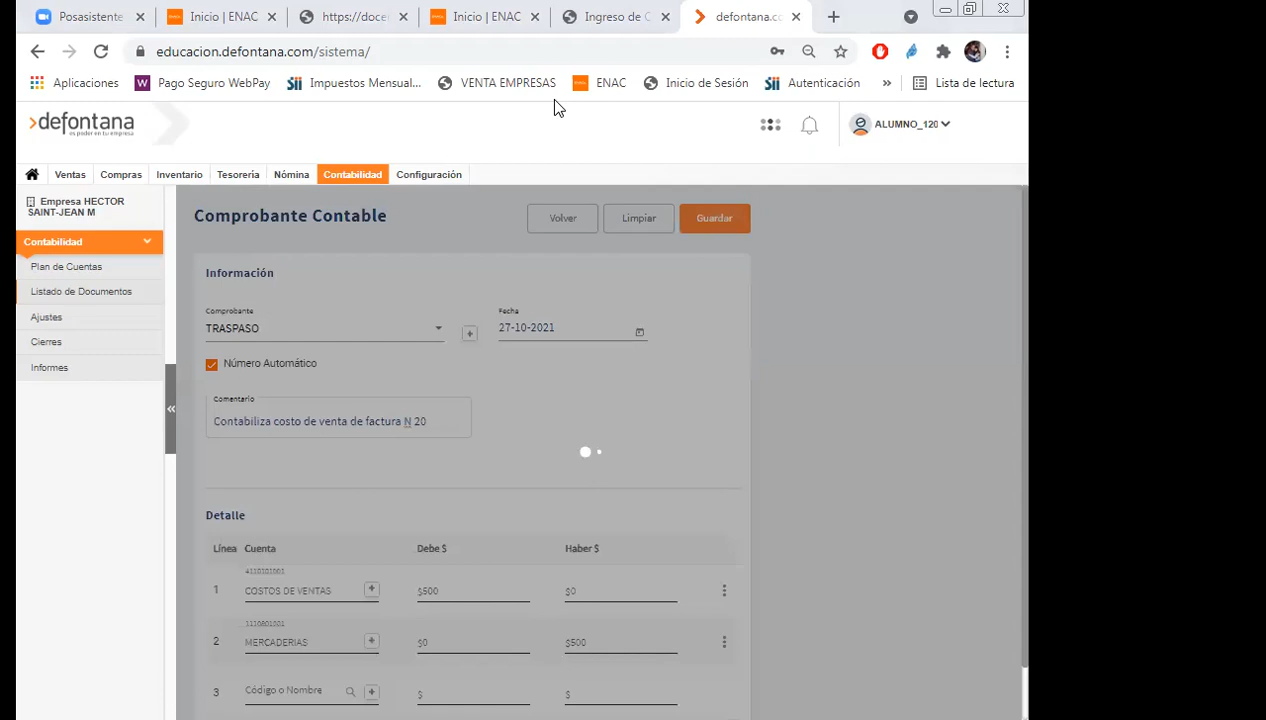 Posasistente
Inicio | ENAC
https://doce
Inicio | ENAC
Ingreso de C
defontana.co
educacion.defontana.com/sistema/
Aplicaciones
Pago Seguro WebPay
Impuestos Mensual...
VENTA EMPRESAS
ENAC
Inicio de Sesión
Autenticación
»
Lista de lectura
defontana
es poder en tu empresa
ALUMNO_120
Ventas
Compras
Inventario
Tesorería
Nómina
Contabilidad
Configuración
Empresa HECTOR
SAINT-JEAN M
Contabilidad
Plan de Cuentas
Listado de Documentos
Ajustes
Cierres
Informes
«
Comprobante Contable
Volver
Limpiar
Guardar
Información
Comprobante
TRASPASO
Fecha
27-10-2021
Número Automático
Comentario
Contabiliza costo de venta de factura N 20
Detalle
Línea Cuenta Debe $ Haber $
4110101001
1 COSTOS DE VENTAS $500 $0
1110801001
2 MERCADERIAS $0 $500
3 Código o Nombre $ $